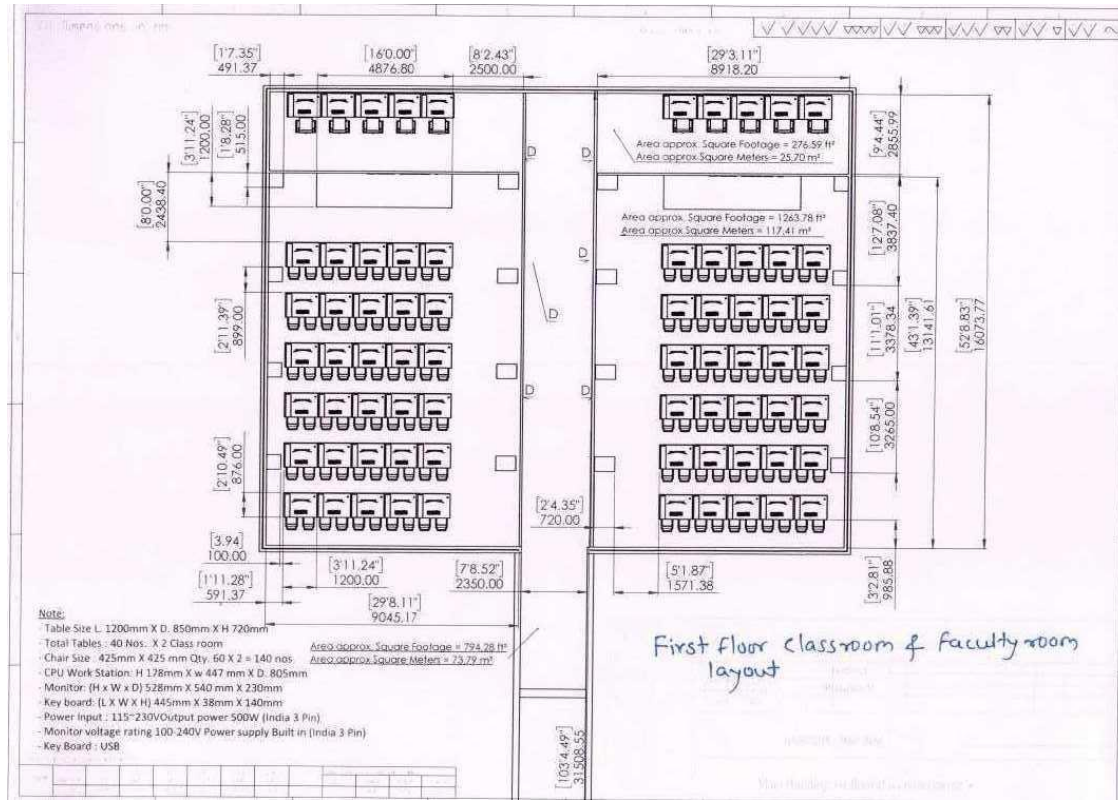 [1'7.35"]
491.37
[16'0.00"]
4876.80
[8'2.43"]
2500.00
[29'3.11"]
8918.20
[3'11.24"]
1200.00
[1'8.28"]
515.00
[8'0.00"]
2438.40
Area approx. Square Footage = 276.59 ft²
Area approx. Square Meters = 25.70 m²
D
D
[9'4.44"]
2855.99
Area approx. Square Footage = 1263.78 ft²
Area approx. Square Meters = 117.41 m²
[12'7.08"]
3837.40
D
D
[2'11.39"]
899.00
[11'1.01"]
3378.34
[43'1.39"]
13141.61
[52'8.83"]
16073.77
D
D
[10'8.54"]
3265.00
[2'10.49"]
876.00
[2'4.35"]
720.00
[3.94]
100.00
[3'11.24"]
1200.00
[7'8.52"]
2350.00
[5'1.87"]
1571.38
[3'2.81"]
985.88
[1'11.28"]
591.37
[29'8.11"]
9045.17
Note:
- Table Size L. 1200mm X D. 850mm X H 720mm
- Total Tables : 40 Nos. X 2 Class room
- Chair Size : 425mm X 425 mm Qty. 60 X 2 = 140 nos
- CPU Work Station: H 178mm X w 447 mm X D. 805mm
- Monitor: (H x W x D) 528mm X 540 mm X 230mm
- Key board: (L X W X H) 445mm X 38mm X 140mm
- Power Input : 115~230VOutput power 500W (India 3 Pin)
- Monitor voltage rating 100-240V Power supply Built in (India 3 Pin)
- Key Board : USB
Area approx. Square Footage = 794.28 ft²
Area approx. Square Meters = 73.79 m²
First floor classroom & faculty room
layout
[103'4.49"]
31508.55